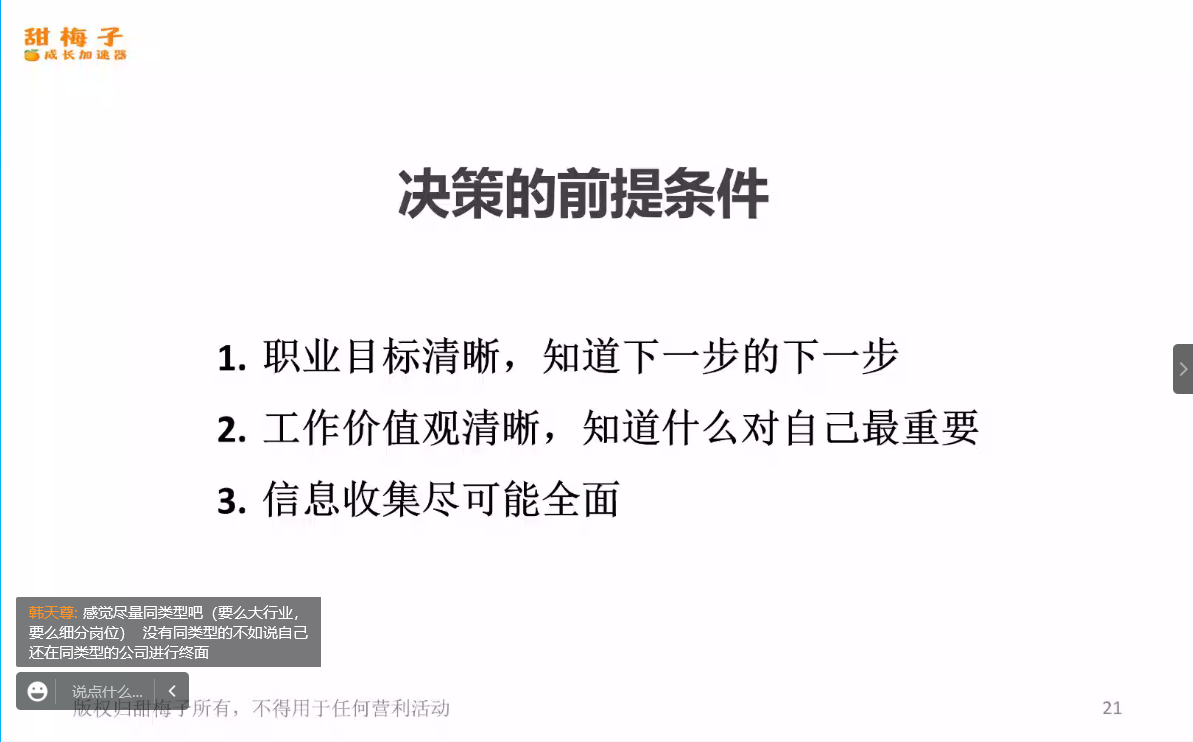 甜梅子
成长加速器
决策的前提条件
1. 职业目标清晰，知道下一步的下一步
2. 工作价值观清晰，知道什么对自己最重要
3. 信息收集尽可能全面
韩天尊: 感觉尽量同类型吧（要么大行业，
要么细分岗位） 没有同类型的不如说自己
还在同类型的公司进行终面
说点什么...
版权归甜梅子所有，不得用于任何营利活动
21